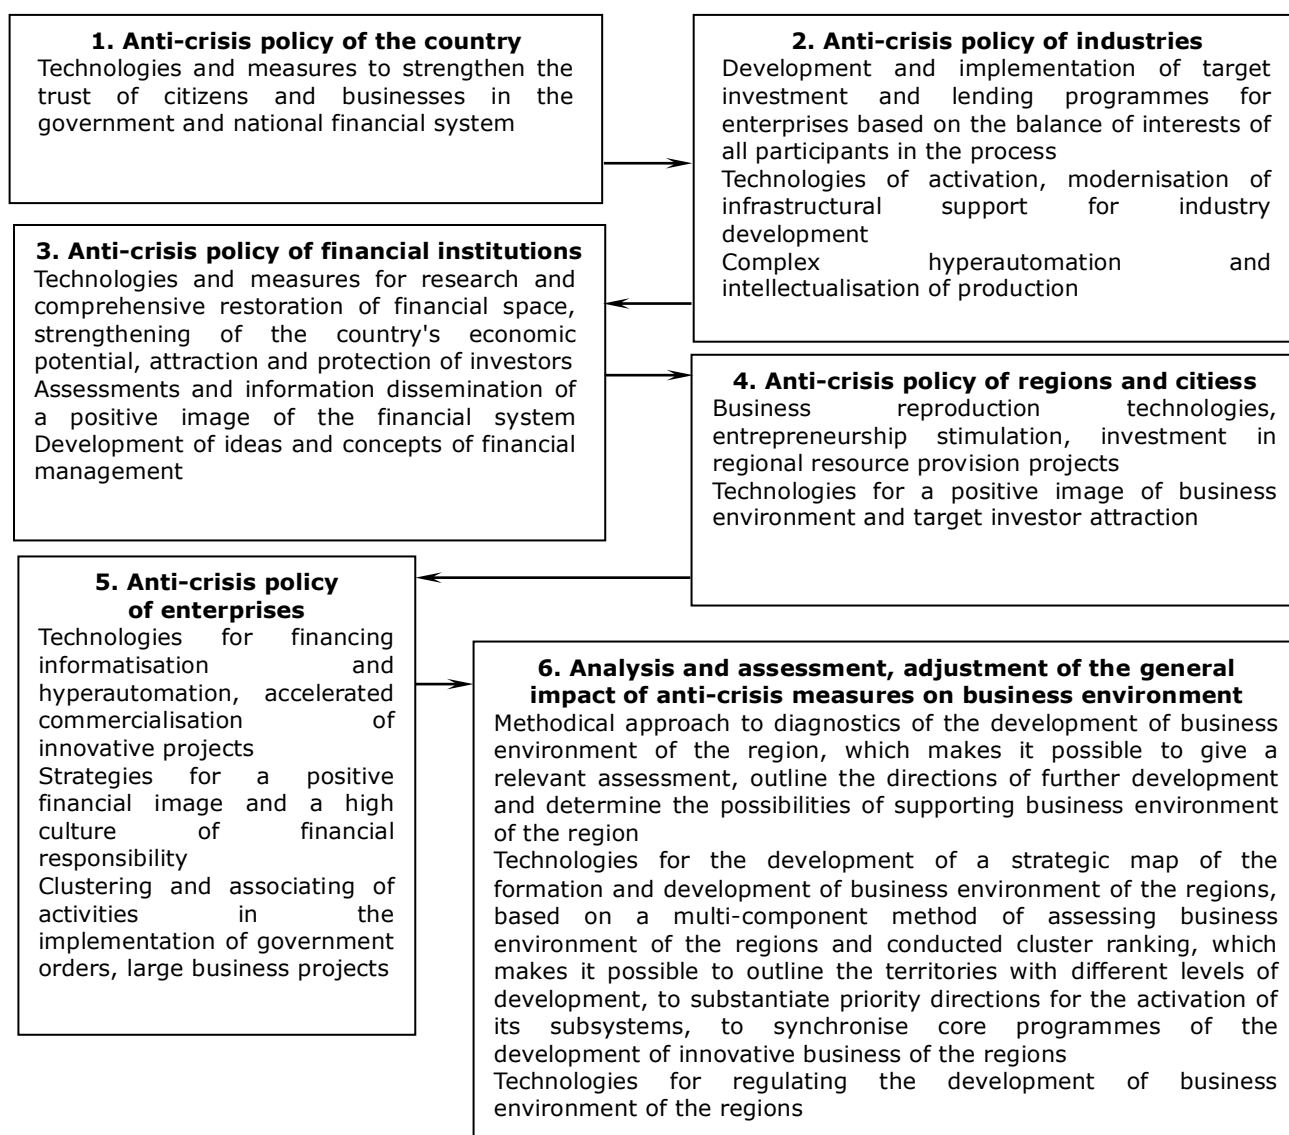 1. Anti-crisis policy of the country
Technologies and measures to strengthen the
trust of citizens and businesses in the
government and national financial system
2. Anti-crisis policy of industries
Development and implementation of target
investment and lending programmes for
enterprises based on the balance of interests of
all participants in the process
Technologies of activation, modernisation of
infrastructural support for industry
development
Complex hyperautomation and
intellectualisation of production
3. Anti-crisis policy of financial institutions
Technologies and measures for research and
comprehensive restoration of financial space,
strengthening of the country's economic
potential, attraction and protection of investors
Assessments and information dissemination of
a positive image of the financial system
Development of ideas and concepts of financial
management
4. Anti-crisis policy of regions and citiess
Business reproduction technologies,
entrepreneurship stimulation, investment in
regional resource provision projects
Technologies for a positive image of business
environment and target investor attraction
5. Anti-crisis policy
of enterprises
Technologies for financing
informatisation and
hyperautomation, accelerated
commercialisation of
innovative projects
Strategies for a positive
financial image and a high
culture of financial
responsibility
Clustering and associating of
activities in the
implementation of government
orders, large business projects
6. Analysis and assessment, adjustment of the general
impact of anti-crisis measures on business environment
Methodical approach to diagnostics of the development of business
environment of the region, which makes it possible to give a
relevant assessment, outline the directions of further development
and determine the possibilities of supporting business environment
of the region
Technologies for the development of a strategic map of the
formation and development of business environment of the regions,
based on a multi-component method of assessing business
environment of the regions and conducted cluster ranking, which
makes it possible to outline the territories with different levels of
development, to substantiate priority directions for the activation of
its subsystems, to synchronise core programmes of the
development of innovative business of the regions
Technologies for regulating the development of business
environment of the regions